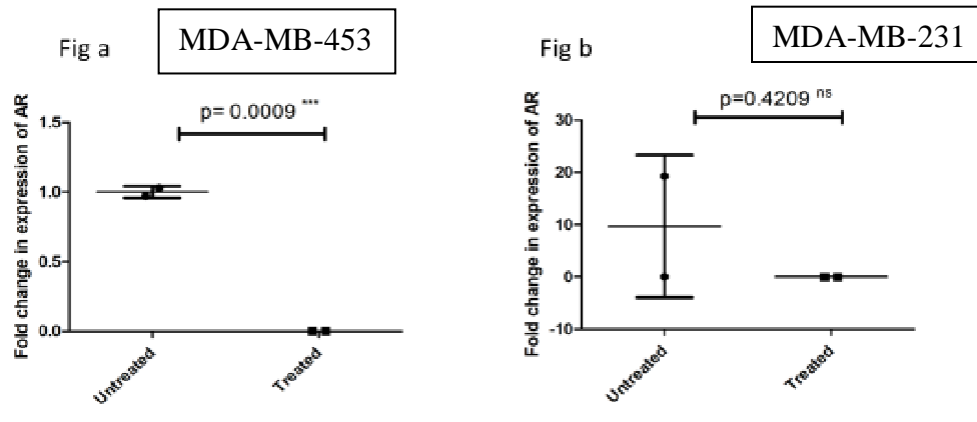 Fig a
MDA-MB-453
p= 0.0009 ***
Fold change in expression of AR
1.5
1.0
0.5
0.0
Untreated
Treated
Fig b
MDA-MB-231
p=0.4209 ns
Fold change in expression of AR
30
20
10
0
-10
Untreated
Treated